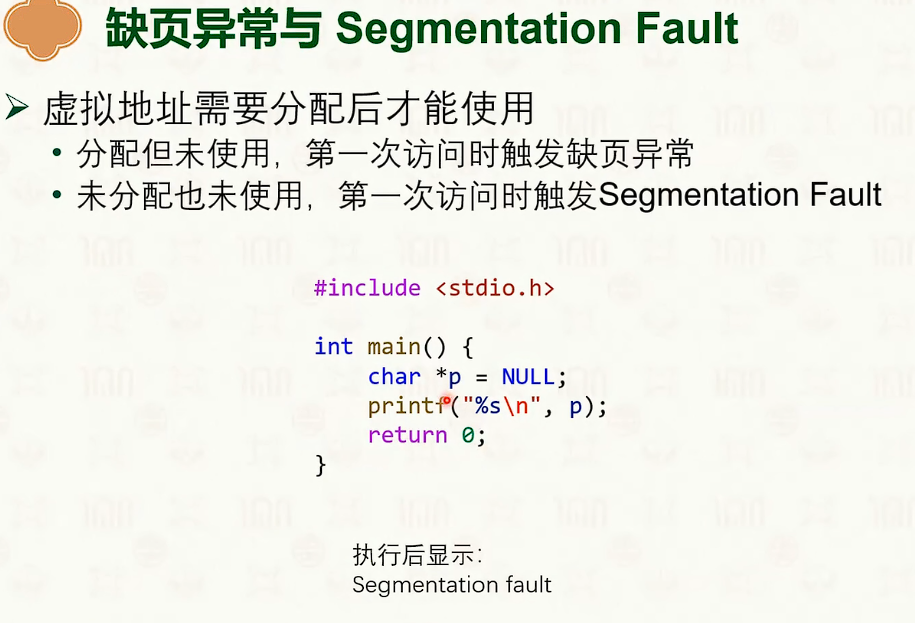 缺页异常与 Segmentation Fault
虚拟地址需要分配后才能使用
分配但未使用，第一次访问时触发缺页异常
未分配也未使用，第一次访问时触发Segmentation Fault
#include <stdio.h>
int main() {
char *p = NULL;
printf("%s\n", p);
return 0;
}
执行后显示：
Segmentation fault